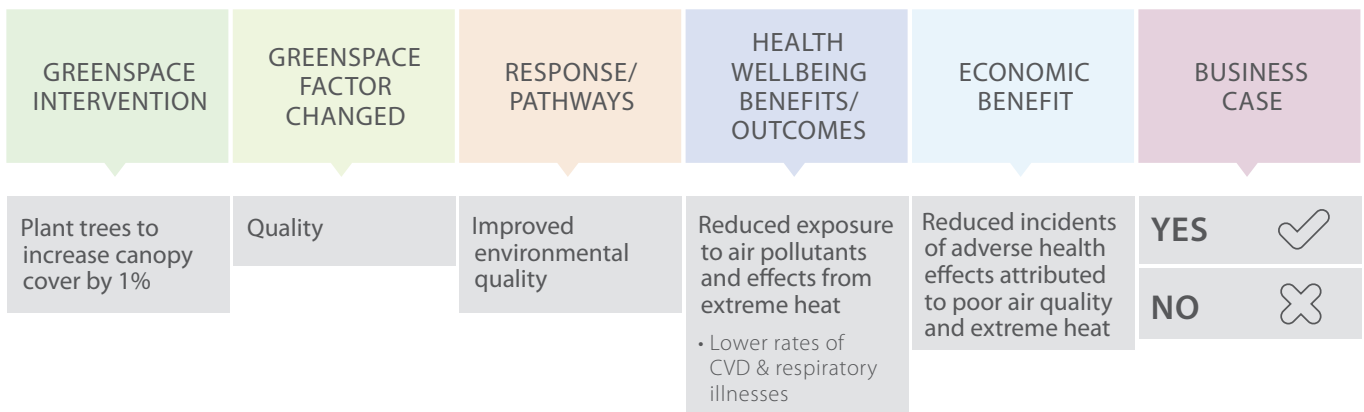 GREENSPACE
INTERVENTION
GREENSPACE
FACTOR
CHANGED
RESPONSE/
PATHWAYS
HEALTH
WELLBEING
BENEFITS/
OUTCOMES
ECONOMIC
BENEFIT
BUSINESS
CASE
Plant trees to
increase canopy
cover by 1%
Quality
Improved
environmental
quality
Reduced exposure
to air pollutants
and effects from
extreme heat
• Lower rates of
CVD & respiratory
illnesses
Reduced incidents
of adverse health
effects attributed
to poor air quality
and extreme heat
YES
NO